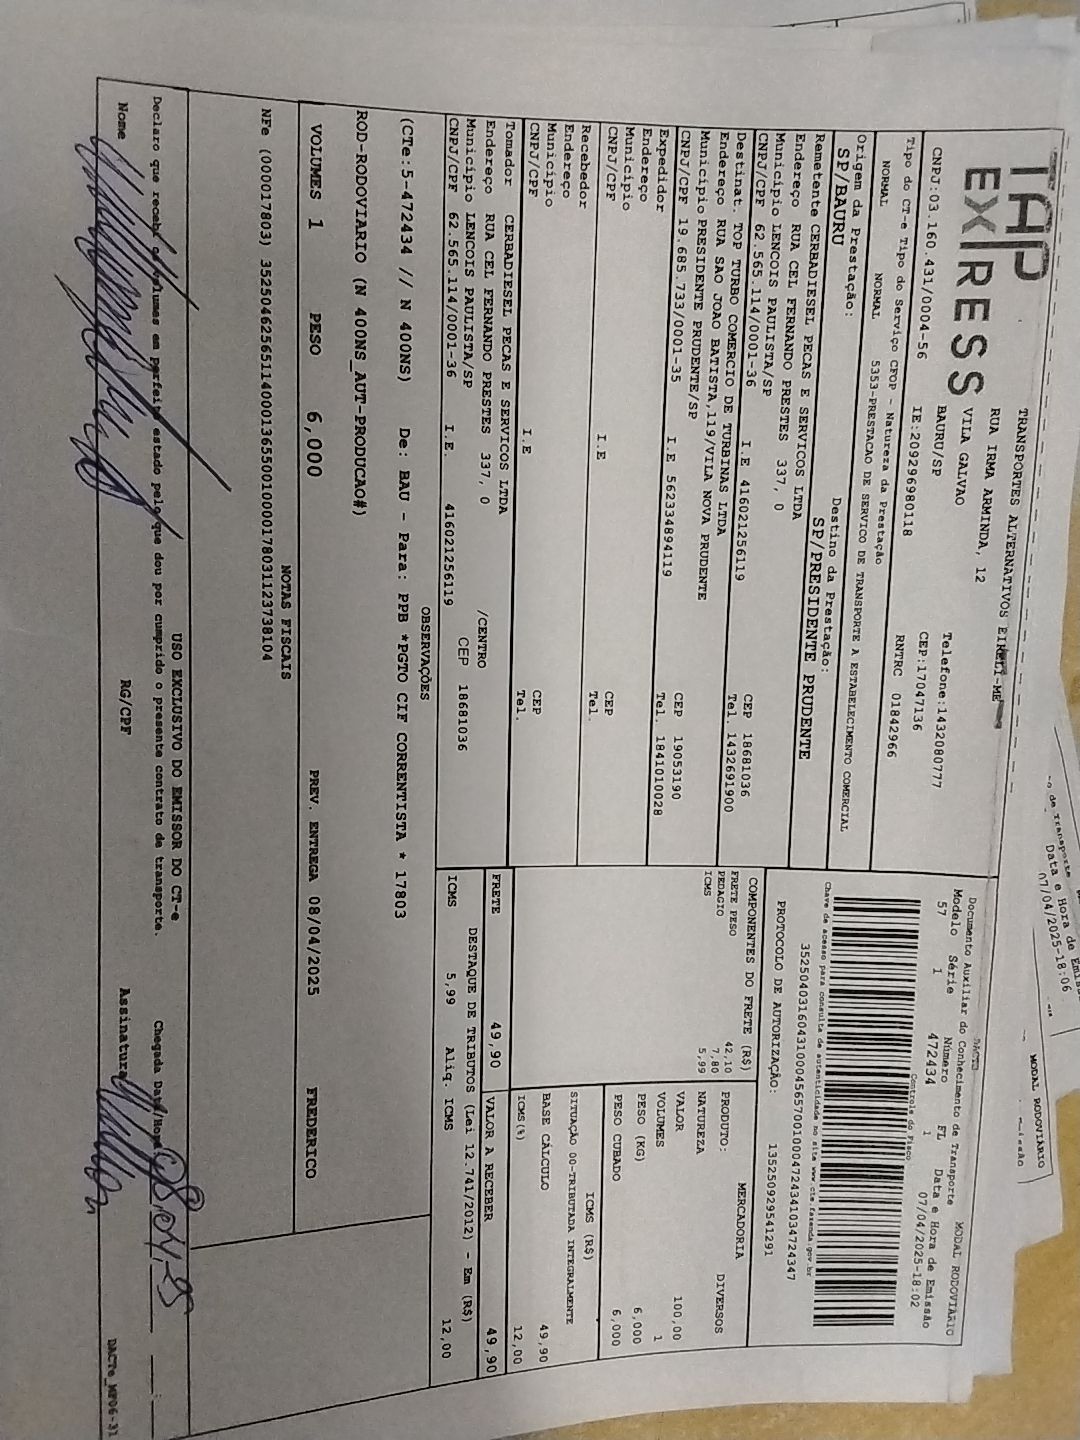 TAP
EXPRESS
TRANSPORTES ALTERNATIVOS EIRELI-ME
RUA IRMA ARMINDA, 12
VILA GALVAO
BAURU/SP
Telefone:1432080777
CEP:17047136
CNPJ:03.160.431/0004-56 IE:209296980118 RNTRC 01842966
Tipo do CT-e Tipo do Serviço CFOP - Natureza da Prestação
NORMAL NORMAL 5353-PRESTACAO DE SERVICO DE TRANSPORTE A ESTABELECIMENTO COMERCIAL
Origem da Prestação: Destino da Prestação:
SP/BAURU SP/PRESIDENTE PRUDENTE
Remetente CERBADIESEL PECAS E SERVICOS LTDA
Endereço RUA CEL FERNANDO PRESTES 337, 0
Município LENCOIS PAULISTA/SP CEP 18681036
CNPJ/CPF 62.565.114/0001-36 I.E 416021256119 Tel 1432691900
Destinat. TOP TURBO COMERCIO DE TURBINAS LTDA
Endereço RUA SAO JOAO BATISTA,119/VILA NOVA PRUDENTE
Município PRESIDENTE PRUDENTE/SP CEP 19053190
CNPJ/CPF 19.685.733/0001-35 I.E 562334894119 Tel. 1841010028
Expedidor
Endereço
Município CEP
CNPJ/CPF I.E Tel.
Recebedor
Endereço
Município CEP
CNPJ/CPF I.E Tel.
Tomador CERBADIESEL PECAS E SERVICOS LTDA
Endereço RUA CEL FERNANDO PRESTES 337, 0 /CENTRO
Município LENCOIS PAULISTA/SP CEP 18681036
CNPJ/CPF 62.565.114/0001-36 I.E. 416021256119
DACTE MODAL RODOVIÁRIO
Documento Auxiliar do Conhecimento de Transporte
Modelo Série Número FL Data e Hora de Emissão
57 1 472434 1 07/04/2025-18:02
Controle do Fisco
Chave de acesso para consulta de autenticidade no site www.cte.fazenda.gov.br
35250403160431000456570010004724341034724347
PROTOCOLO DE AUTORIZAÇÃO: 135250929541291
COMPONENTES DO FRETE (R$)
FRETE PESO 42,10
PEDAGIO 7,80
ICMS 5,99
MERCADORIA
PRODUTO: DIVERSOS
NATUREZA
VALOR 100,00
VOLUMES 1
PESO (KG) 6,000
PESO CUBADO 6,000
ICMS (R$)
SITUAÇÃO 00-TRIBUTADA INTEGRALMENTE
BASE CÁLCULO 49,90
ICMS(%) 12,00
FRETE 49,90 VALOR A RECEBER 49,90
DESTAQUE DE TRIBUTOS (Lei 12.741/2012) - Em (R$)
ICMS 5,99 Aliq. ICMS 12,00
OBSERVAÇÕES
(CTe:5-472434 // N 400NS) De: BAU - Para: PPB *PGTO CIF CORRENTISTA * 17803
ROD-RODOVIARIO (N 400NS_AUT-PRODUCAO#)
VOLUMES 1 PESO 6,000 PREV. ENTREGA 08/04/2025 FREDERICO
NOTAS FISCAIS
NFe (000017803) 35250462565114000136550010000178031123738104
USO EXCLUSIVO DO EMISSOR DO CT-e
Declaro que recebi os volumes em perfeito estado pelo que dou por cumprido o presente contrato de transporte. Chegada Data/Hora 08,04,25
Nome RG/CPF Assinatura
DACTe_MP06-31
de Transporte
Data e Hora de Emiss
07/04/2025-18:06
MODAL RODOVIÁRIO